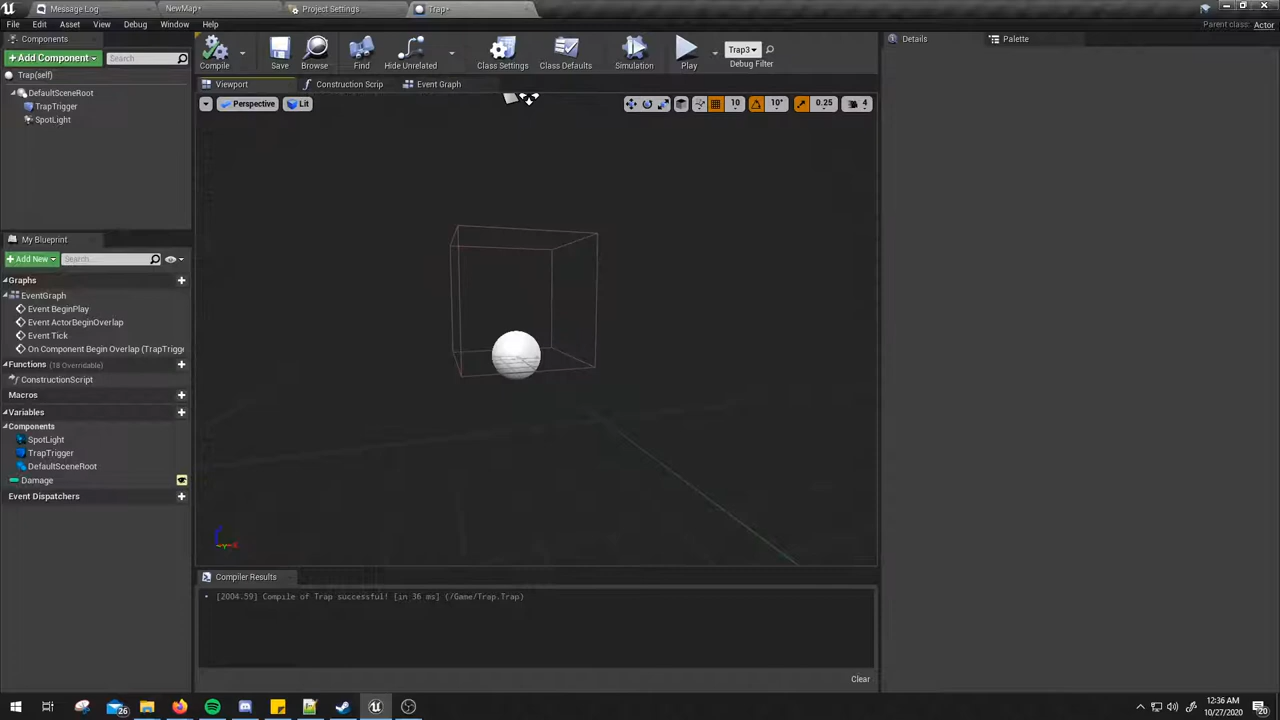 Message Log
NewMap*
Project Settings
Trap*
File Edit Asset View Debug Window Help
Parent class: Actor
Components
Details
Palette
+Add Component
Search
Compile
Save
Browse
Find
Hide Unrelated
Class Settings
Class Defaults
Simulation
Play
Trap3
Debug Filter
Trap(self)
Viewport
Construction Scrip
Event Graph
DefaultSceneRoot
TrapTrigger
SpotLight
Perspective
Lit
10
10°
0.25
4
My Blueprint
+Add New
Search...
Graphs
EventGraph
Event BeginPlay
Event ActorBeginOverlap
Event Tick
On Component Begin Overlap (TrapTrigge
Functions (18 Overridable)
ConstructionScript
Macros
Variables
Components
SpotLight
TrapTrigger
DefaultSceneRoot
Damage
Event Dispatchers
Compiler Results
[2004.59] Compile of Trap successful! [in 36 ms] (/Game/Trap.Trap)
Clear
26
12:36 AM
10/27/2020
20